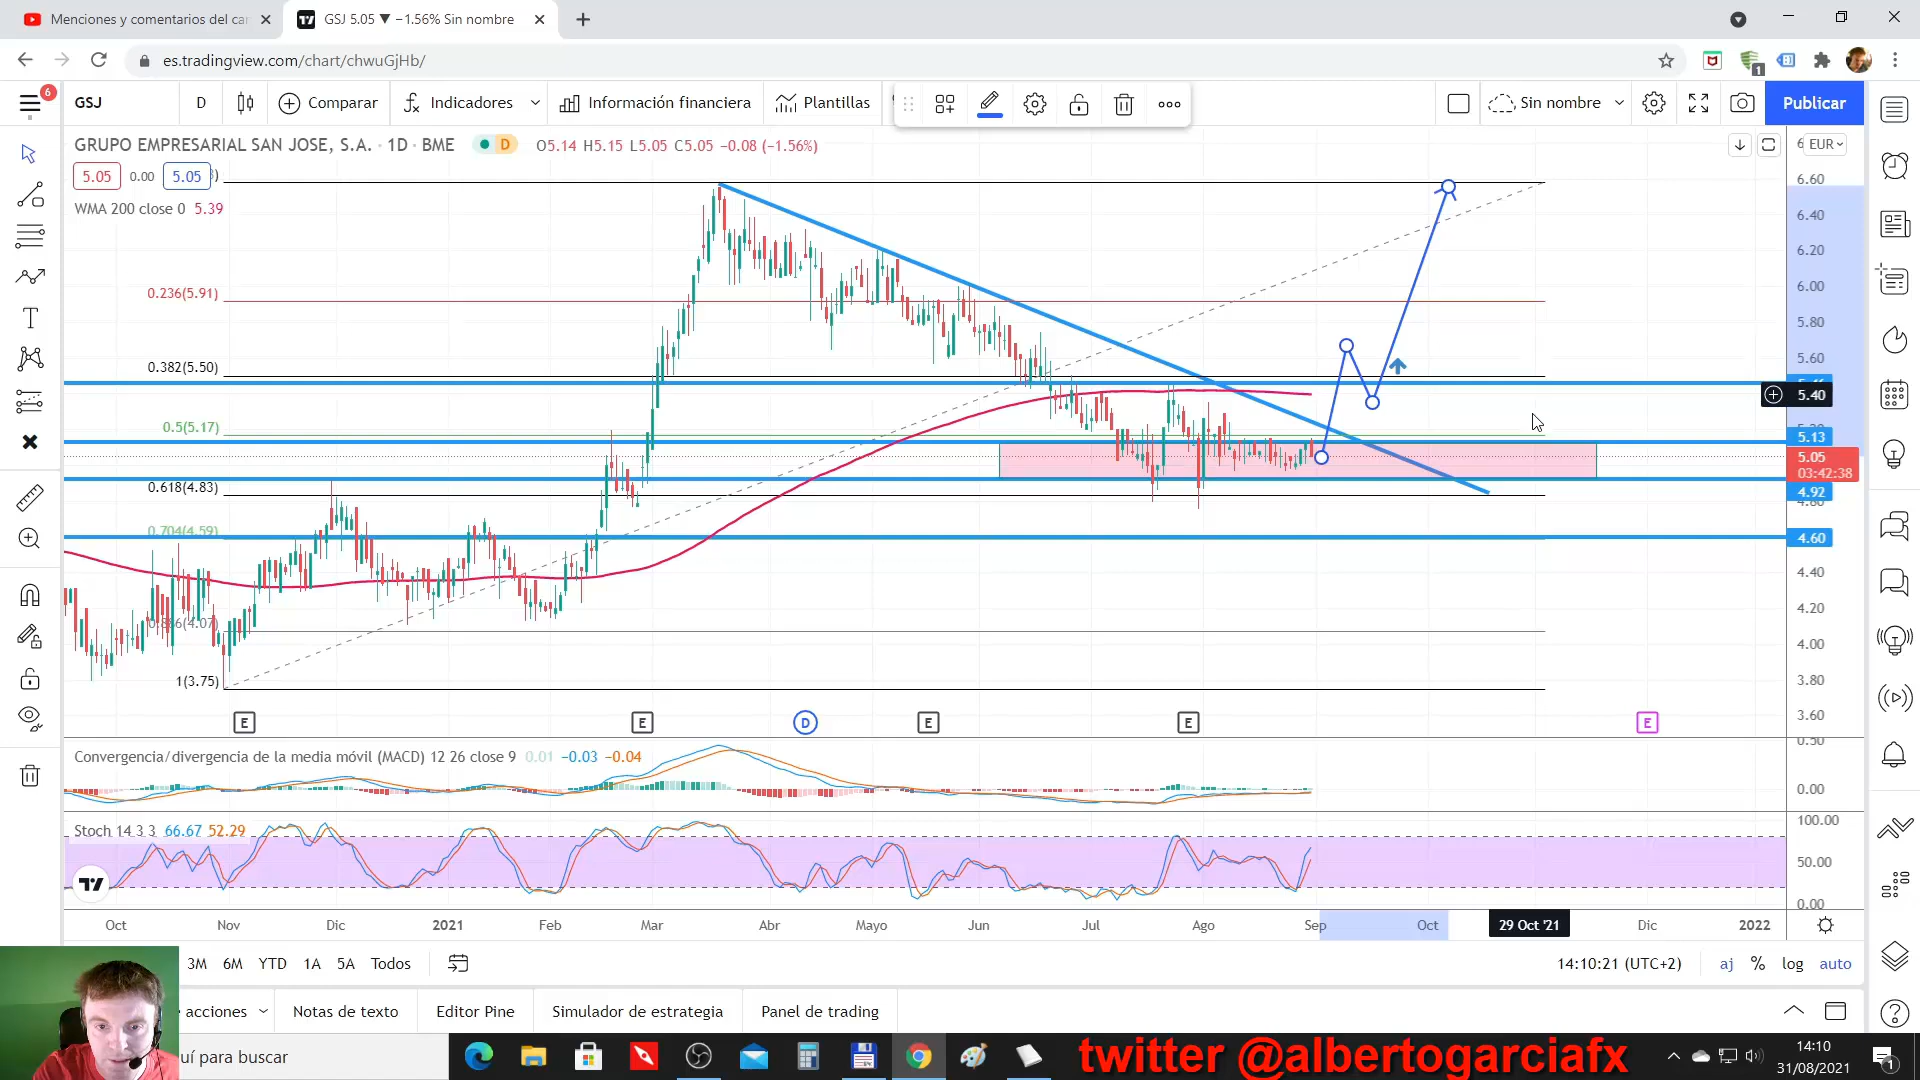 Menciones y comentarios del can
GSJ 5.05 ▼ −1.56% Sin nombre
es.tradingview.com/chart/chwuGjHb/
1
6
GSJ
D
Comparar
Indicadores
Información financiera
Plantillas
Sin nombre
Publicar
GRUPO EMPRESARIAL SAN JOSE, S.A. · 1D · BME
D
O5.14 H5.15 L5.05 C5.05 −0.08 (−1.56%)
EUR
5.05 0.00 5.05
WMA 200 close 0 5.39
0.236(5.91)
0.382(5.50)
0.5(5.17)
0.618(4.83)
0.704(4.59)
0.886(4.07)
1(3.75)
6.60
6.40
6.20
6.00
5.80
5.60
5.40
5.13
5.05
03:42:38
4.92
4.60
4.40
4.20
4.00
3.80
3.60
E E D E E E
Convergencia/divergencia de la media móvil (MACD) 12 26 close 9 0.01 −0.03 −0.04
0.50
0.00
Stoch 14 3 3 66.67 52.29
100.00
50.00
0.00
Oct Nov Dic 2021 Feb Mar Abr Mayo Jun Jul Ago Sep Oct 29 Oct '21 Dic 2022
3M 6M YTD 1A 5A Todos
14:10:21 (UTC+2) aj % log auto
acciones Notas de texto Editor Pine Simulador de estrategia Panel de trading
uí para buscar
twitter @albertogarciafx
14:10
31/08/2021
1